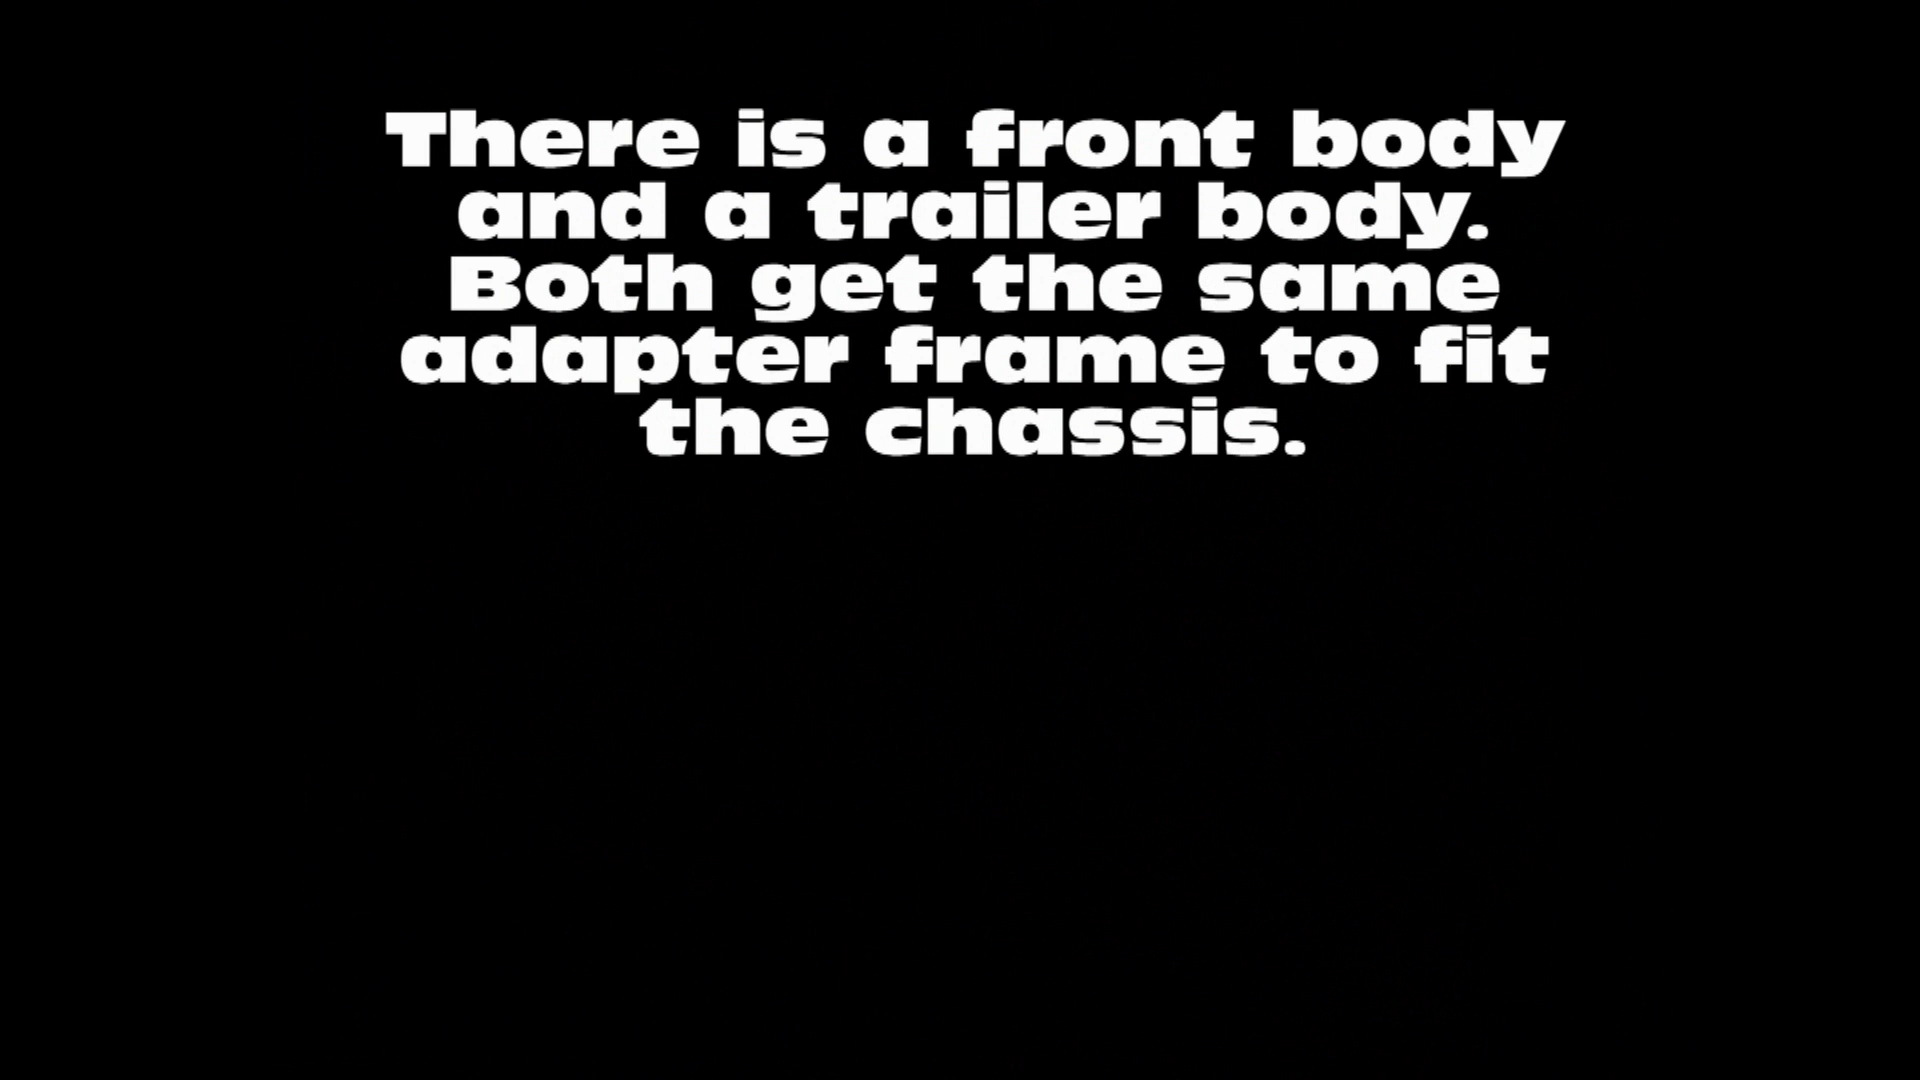 There is a front body
and a trailer body.
Both get the same
adapter frame to fit
the chassis.